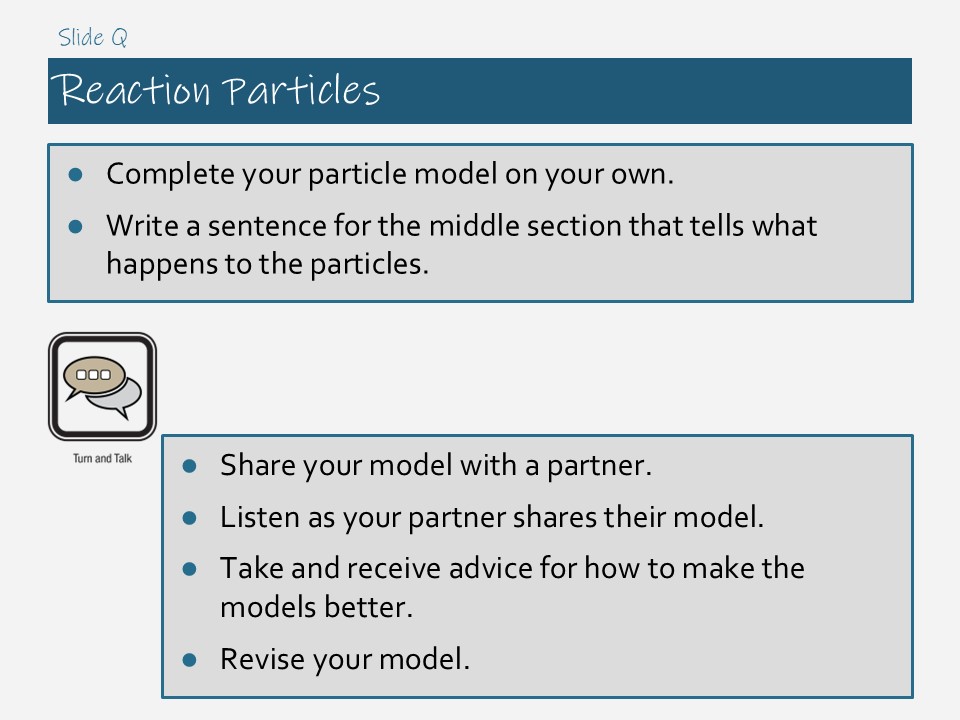 Slide Q
Reaction Particles
● Complete your particle model on your own.
● Write a sentence for the middle section that tells what
happens to the particles.
Turn and Talk
● Share your model with a partner.
● Listen as your partner shares their model.
● Take and receive advice for how to make the
models better.
● Revise your model.